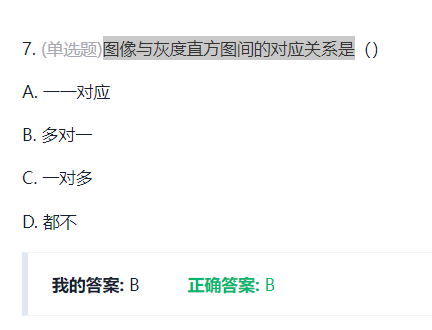 7. (单选题)图像与灰度直方图间的对应关系是（）
A. 一一对应
B. 多对一
C. 一对多
D. 都不
我的答案: B 正确答案: B